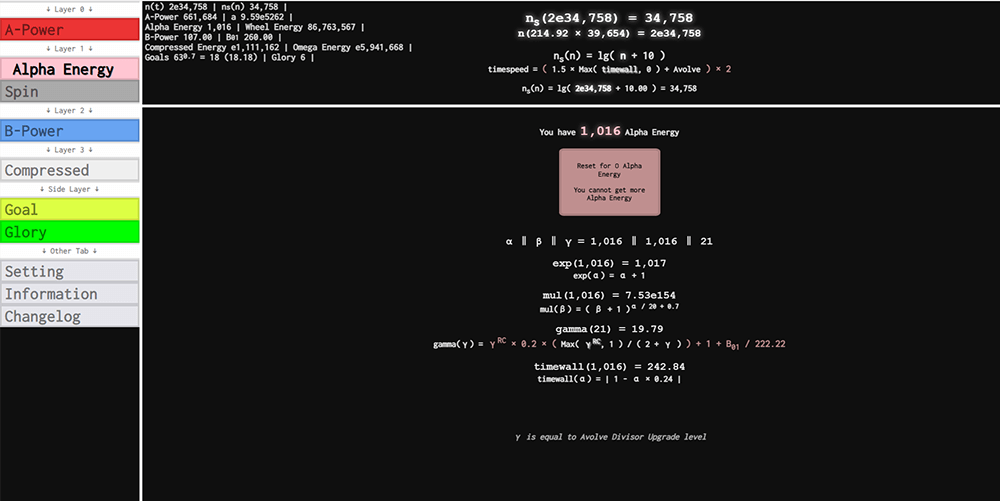 ↓ Layer 0 ↓
A-Power
↓ Layer 1 ↓
Alpha Energy
Spin
↓ Layer 2 ↓
B-Power
↓ Layer 3 ↓
Compressed
↓ Side Layer ↓
Goal
Glory
↓ Other Tab ↓
Setting
Information
Changelog
n(t) 2e34,758 | ns(n) 34,758 |
A-Power 661,684 | a 9.59e5262 |
Alpha Energy 1,016 | Wheel Energy 86,763,567 |
B-Power 107.00 | B₀₁ 260.00 |
Compressed Energy e1,111,162 | Omega Energy e5,941,668 |
Goals 63⁰·⁷ = 18 (18.18) | Glory 6 |
nₛ(2e34,758) = 34,758
n(214.92 × 39,654) = 2e34,758
nₛ(n) = lg( n + 10 )
timespeed = ( 1.5 × Max( timewall, 0 ) + Avolve ) × 2
nₛ(n) = lg( 2e34,758 + 10.00 ) = 34,758
You have 1,016 Alpha Energy
Reset for 0 Alpha
Energy
You cannot get more
Alpha Energy
α ‖ β ‖ γ = 1,016 ‖ 1,016 ‖ 21
exp(1,016) = 1,017
exp(α) = α + 1
mul(1,016) = 7.53e154
mul(β) = ( β + 1 )^α / 20 + 0.7
gamma(21) = 19.79
gamma(γ) = γ^RC × 0.2 × ( Max( γ^RC, 1 ) / ( 2 + γ ) ) + 1 + B₀₁ / 222.22
timewall(1,016) = 242.84
timewall(α) = | 1 - α × 0.24 |
γ is equal to Avolve Divisor Upgrade level